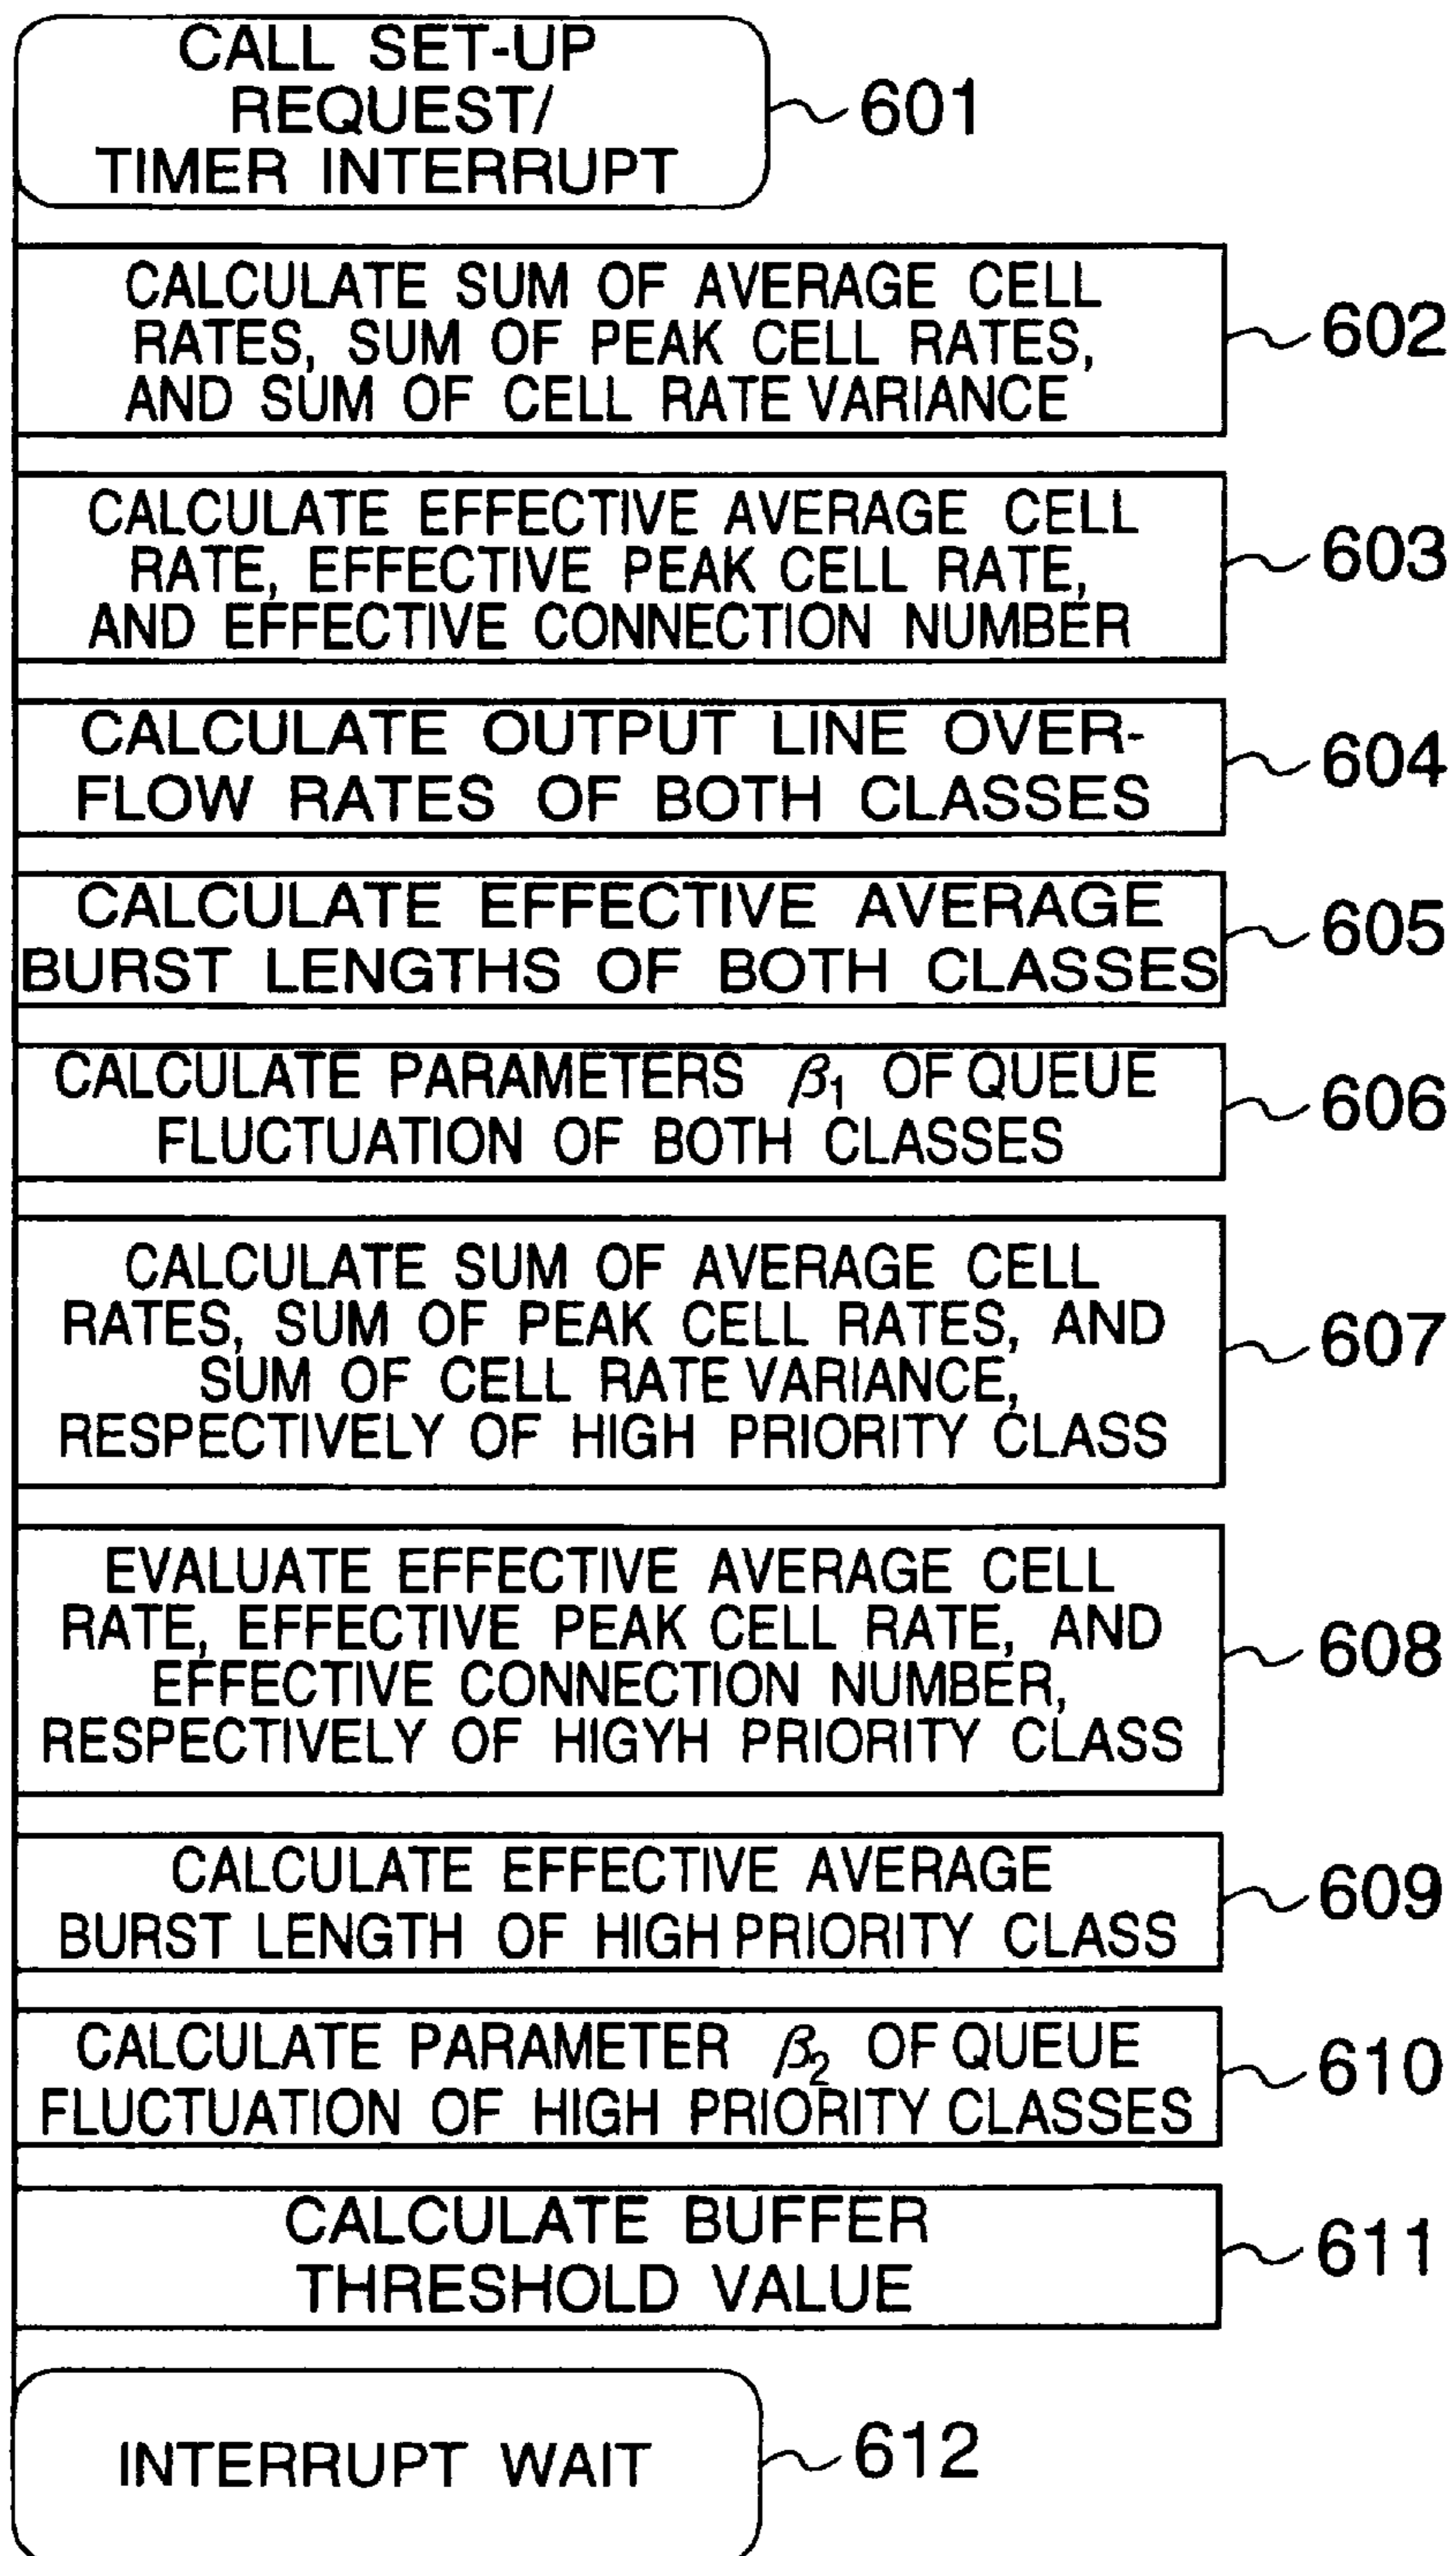 CALL SET-UP
REQUEST/
TIMER INTERRUPT
601
CALCULATE SUM OF AVERAGE CELL
RATES, SUM OF PEAK CELL RATES,
AND SUM OF CELL RATE VARIANCE
602
CALCULATE EFFECTIVE AVERAGE CELL
RATE, EFFECTIVE PEAK CELL RATE,
AND EFFECTIVE CONNECTION NUMBER
603
CALCULATE OUTPUT LINE OVER-
FLOW RATES OF BOTH CLASSES
604
CALCULATE EFFECTIVE AVERAGE
BURST LENGTHS OF BOTH CLASSES
605
CALCULATE PARAMETERS β1 OF QUEUE
FLUCTUATION OF BOTH CLASSES
606
CALCULATE SUM OF AVERAGE CELL
RATES, SUM OF PEAK CELL RATES, AND
SUM OF CELL RATE VARIANCE,
RESPECTIVELY OF HIGH PRIORITY CLASS
607
EVALUATE EFFECTIVE AVERAGE CELL
RATE, EFFECTIVE PEAK CELL RATE, AND
EFFECTIVE CONNECTION NUMBER,
RESPECTIVELY OF HIGYH PRIORITY CLASS
608
CALCULATE EFFECTIVE AVERAGE
BURST LENGTH OF HIGH PRIORITY CLASS
609
CALCULATE PARAMETER β2 OF QUEUE
FLUCTUATION OF HIGH PRIORITY CLASSES
610
CALCULATE BUFFER
THRESHOLD VALUE
611
INTERRUPT WAIT
612